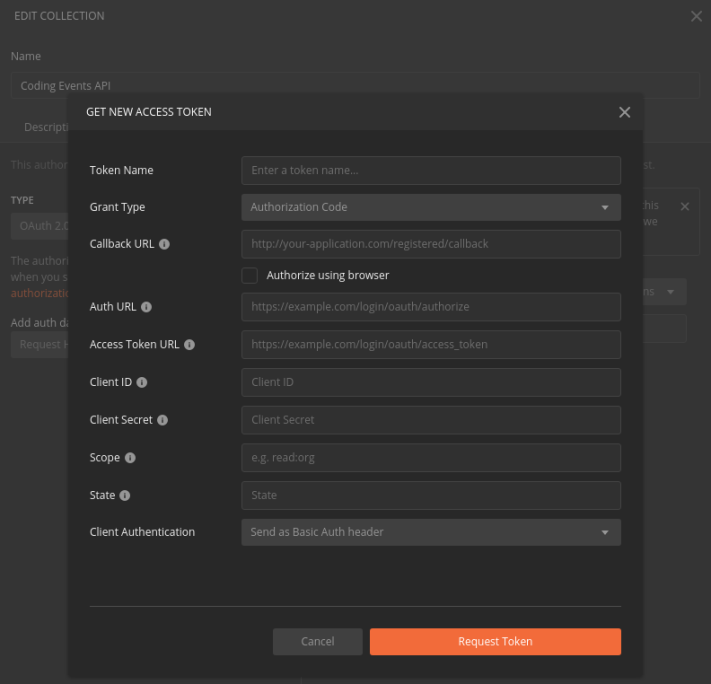 EDIT COLLECTION
Name
Coding Events API
GET NEW ACCESS TOKEN
Descripti
This author
st.
Token Name
Enter a token name...
TYPE
Grant Type
Authorization Code
this
OAuth 2.0
we
Callback URL
http://your-application.com/registered/callback
The authori
Authorize using browser
when you s
authorizatio
ns
Auth URL
https://example.com/login/oauth/authorize
Add auth da
Request H
Access Token URL
https://example.com/login/oauth/access_token
Client ID
Client ID
Client Secret
Client Secret
Scope
e.g. read:org
State
State
Client Authentication
Send as Basic Auth header
Cancel
Request Token